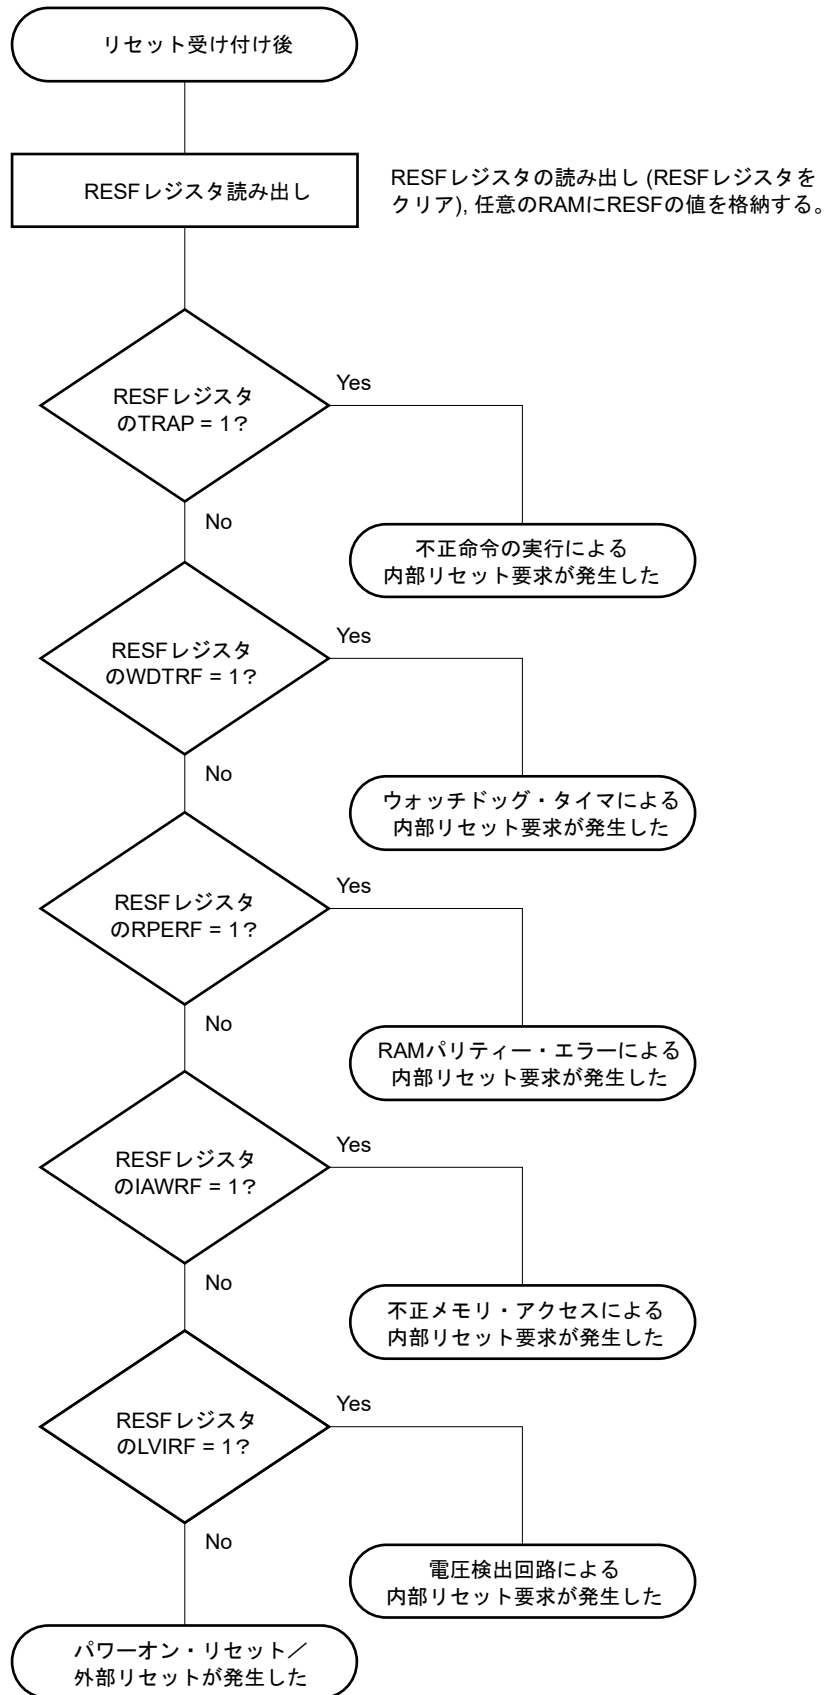 リセット受け付け後
RESFレジスタ読み出し
RESFレジスタの読み出し (RESFレジスタを
クリア), 任意のRAMにRESFの値を格納する。
RESFレジスタ
のTRAP = 1?
Yes
No
不正命令の実行による
内部リセット要求が発生した
RESFレジスタ
のWDTRF = 1?
Yes
No
ウォッチドッグ・タイマによる
内部リセット要求が発生した
RESFレジスタ
のRPERF = 1?
Yes
No
RAMパリティー・エラーによる
内部リセット要求が発生した
RESFレジスタ
のIAWRF = 1?
Yes
No
不正メモリ・アクセスによる
内部リセット要求が発生した
RESFレジスタ
のLVIRF = 1?
Yes
No
電圧検出回路による
内部リセット要求が発生した
パワーオン・リセット／
外部リセットが発生した